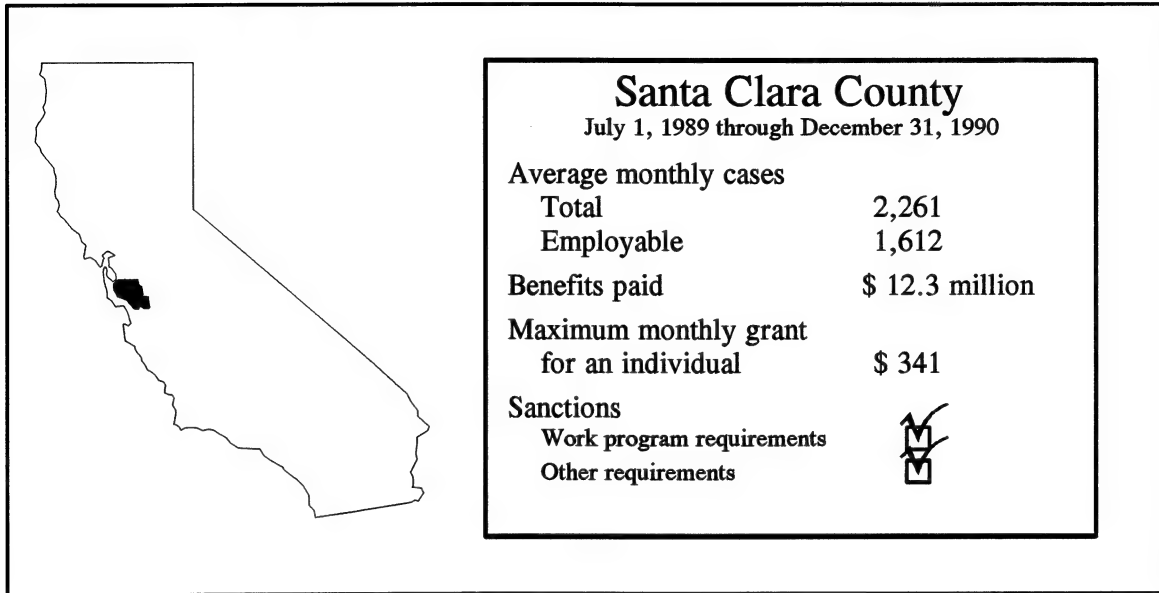 Santa Clara County
July 1, 1989 through December 31, 1990
Average monthly cases
Total 2,261
Employable 1,612
Benefits paid $ 12.3 million
Maximum monthly grant
for an individual $ 341
Sanctions
Work program requirements
Other requirements